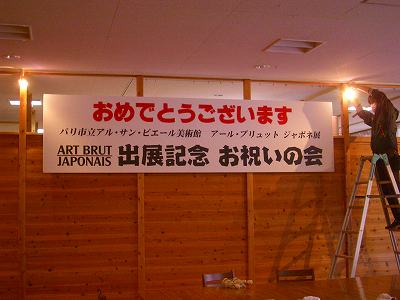 おめでとうございます
パリ市立アル・サン・ピエール美術館 アール・ブリュット ジャポネ展
ART BRUT
JAPONAIS 出展記念 お祝いの会